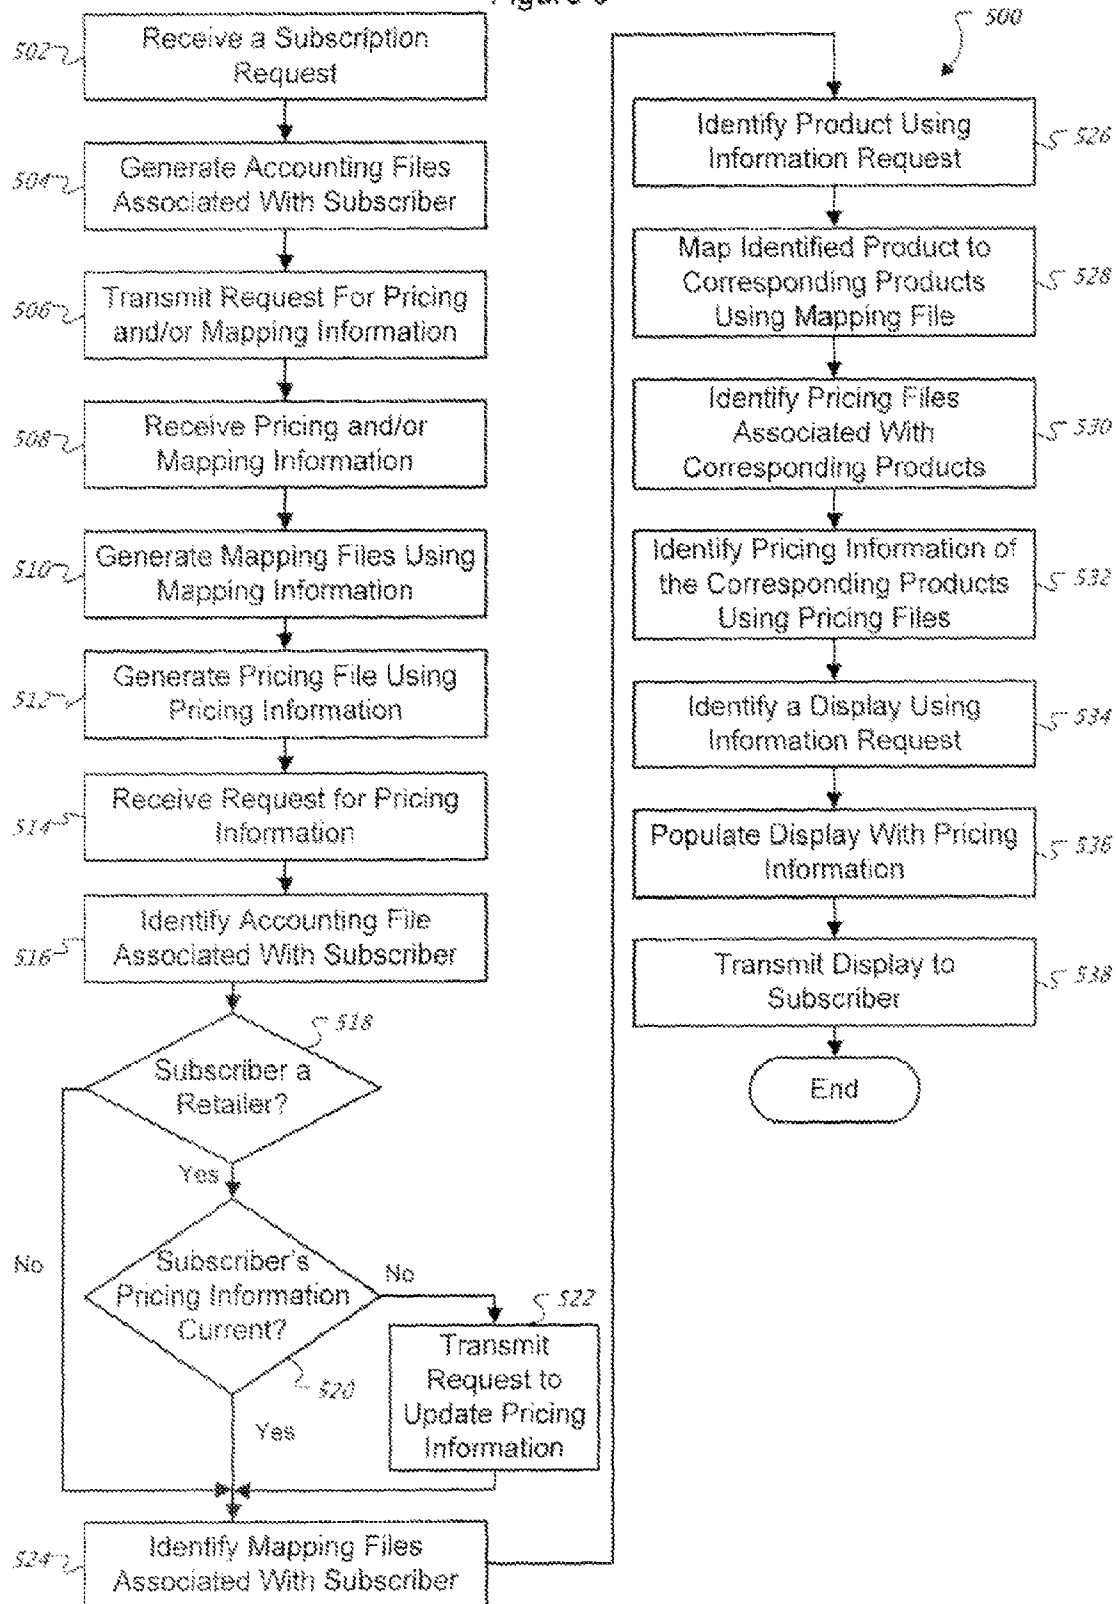 502
Receive a Subscription
Request
504
Generate Accounting Files
Associated With Subscriber
506
Transmit Request For Pricing
and/or Mapping Information
508
Receive Pricing and/or
Mapping Information
510
Generate Mapping Files Using
Mapping Information
512
Generate Pricing File Using
Pricing Information
514
Receive Request for Pricing
Information
516
Identify Accounting File
Associated With Subscriber
518
Subscriber a
Retailer?
Yes
No
Subscriber's
Pricing Information
Current?
520
No
522
Transmit
Request to
Update Pricing
Information
Yes
524
Identify Mapping Files
Associated With Subscriber
500
Identify Product Using
Information Request
526
Map Identified Product to
Corresponding Products
Using Mapping File
528
Identify Pricing Files
Associated With
Corresponding Products
530
Identify Pricing Information of
the Corresponding Products
Using Pricing Files
532
Identify a Display Using
Information Request
534
Populate Display With Pricing
Information
536
Transmit Display to
Subscriber
538
End